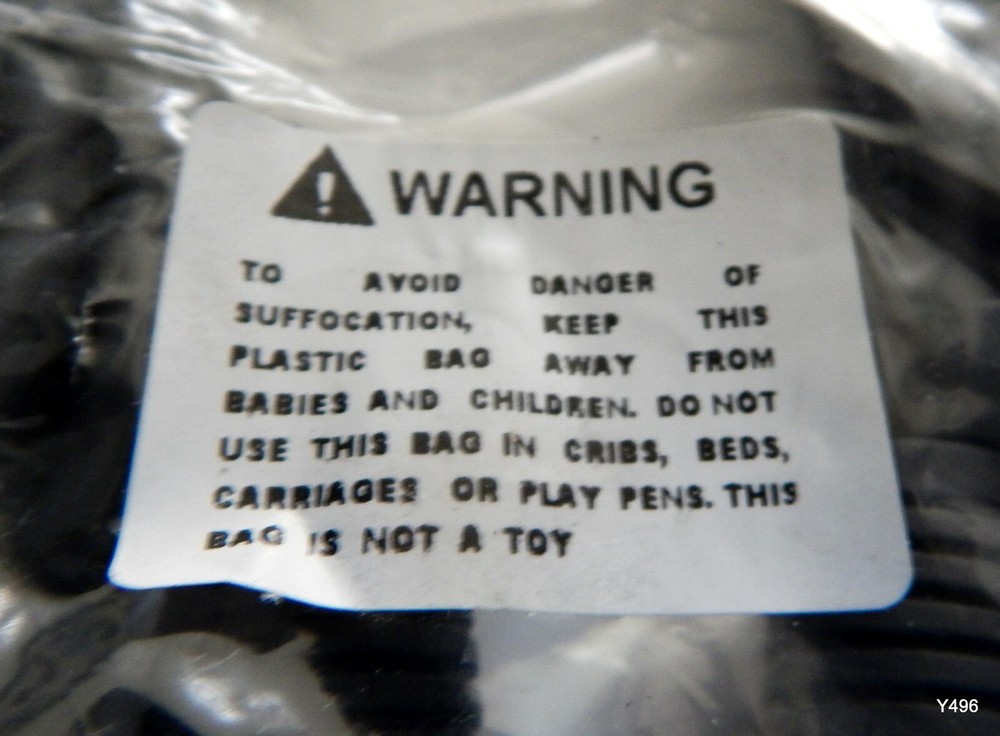 WARNING
TO AVOID DANGER OF
SUFFOCATION, KEEP THIS
PLASTIC BAG AWAY FROM
BABIES AND CHILDREN. DO NOT
USE THIS BAG IN CRIBS, BEDS,
CARRIAGES OR PLAY PENS. THIS
BAG IS NOT A TOY
Y496